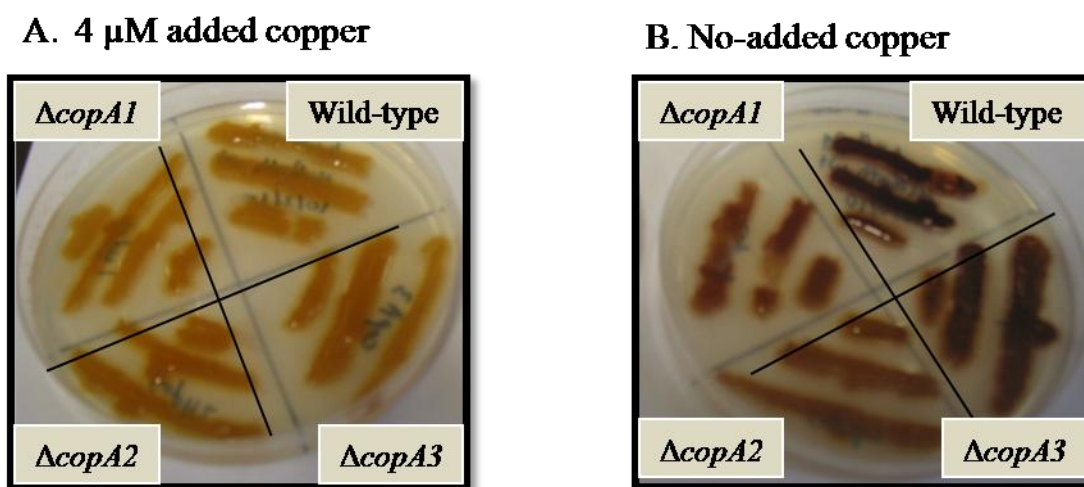 A. 4 μM added copper
B. No-added copper
ΔcopA1
Wild-type
ΔcopA2
ΔcopA3
ΔcopA1
Wild-type
ΔcopA2
ΔcopA3